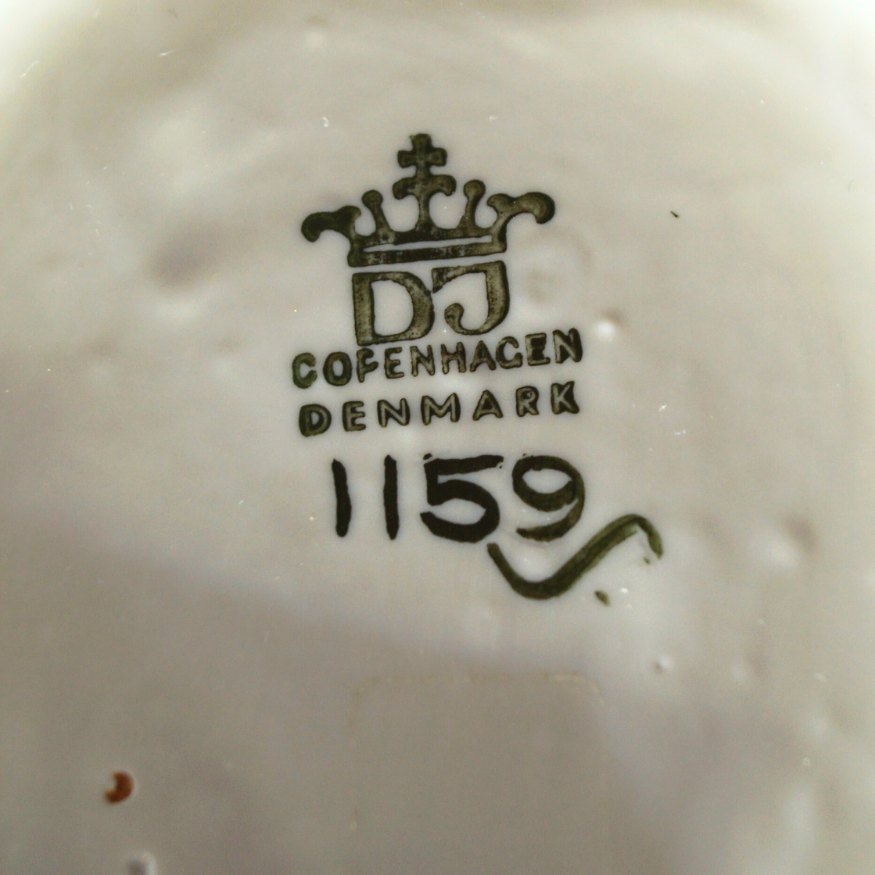 DJ
COPENHAGEN
DENMARK
1159